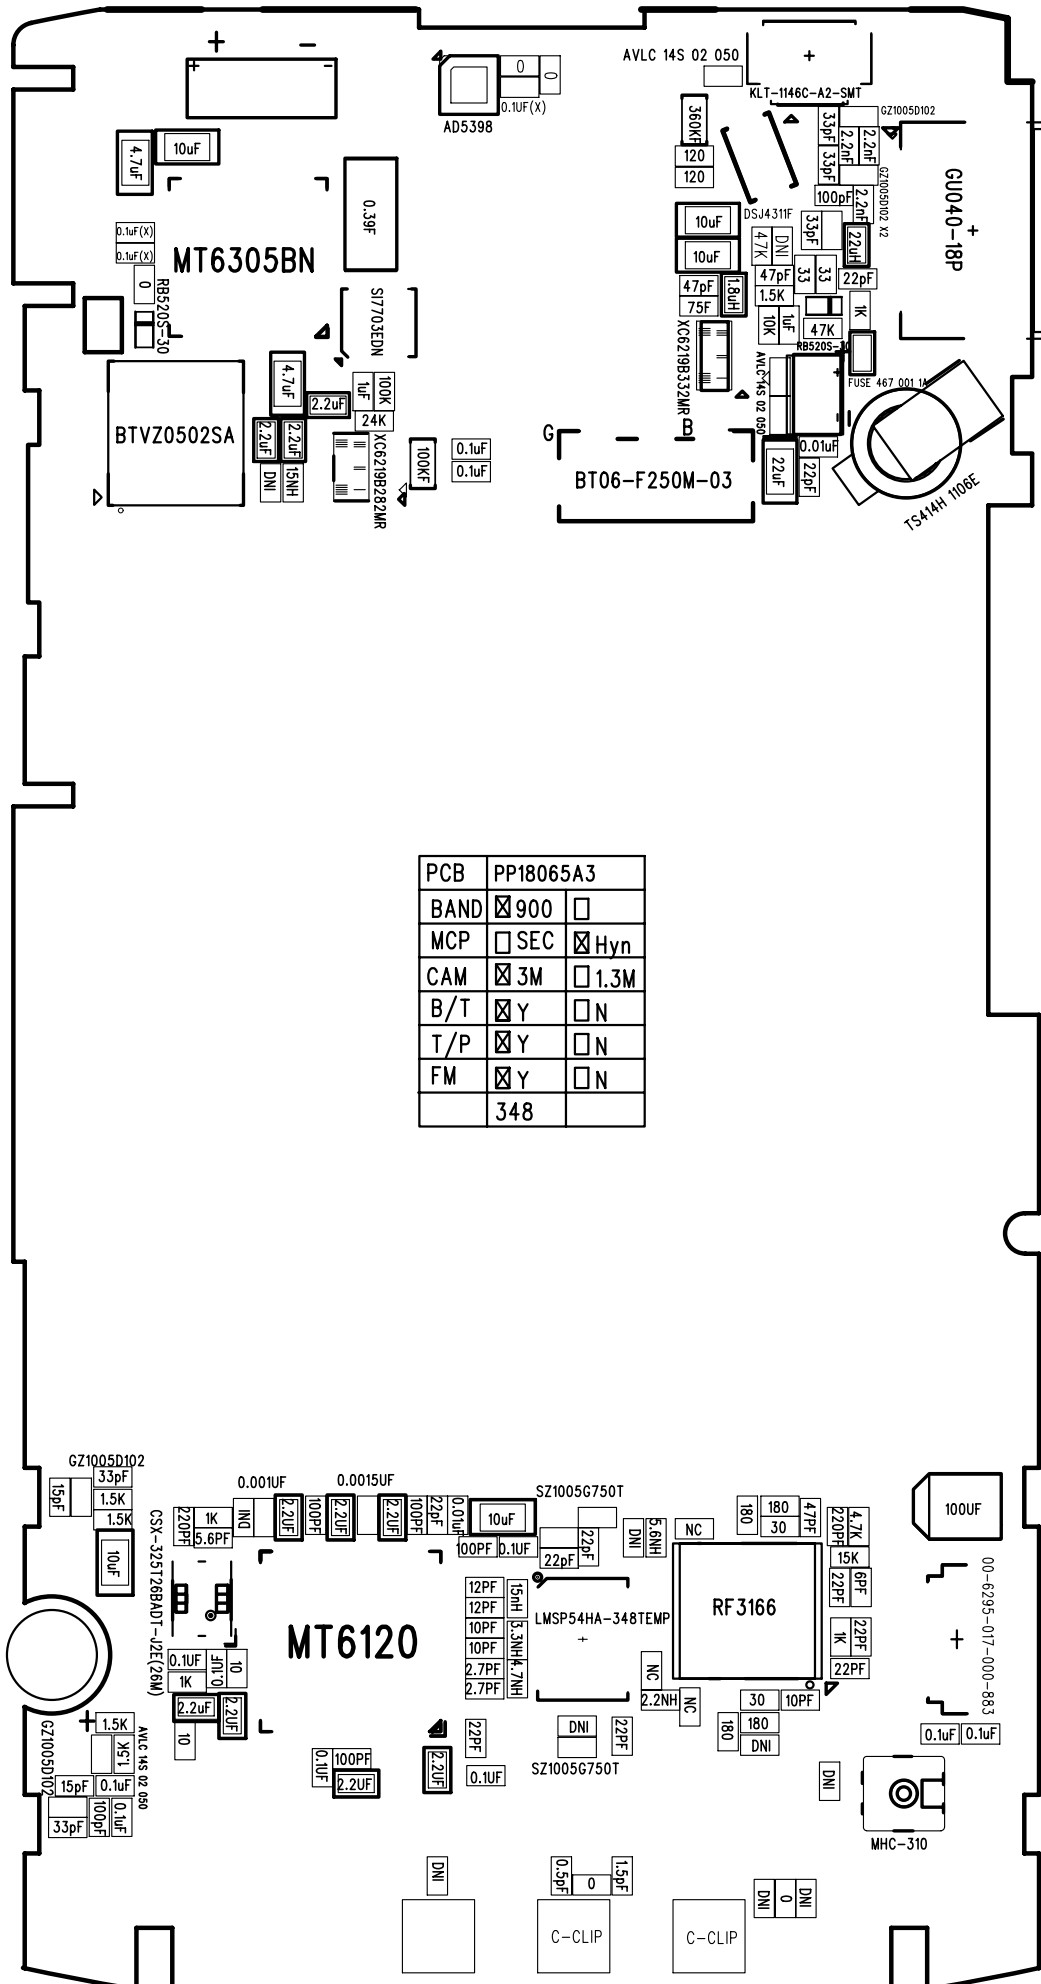 + -
+ -
AVLC 14S 02 050
+
KLT-1146C-A2-SMT
0
0
0.1UF(X)
AD5398
360KF
120
120
33pF
33pF
2.2nF
2.2nF
GZ1005D102
GZ1005D102 X2
4.7uF
10uF
0.39F
MT6305BN
0.1uF(X)
0.1uF(X)
0
RB520S-30
SI7703EDN
10uF
10uF
DSJ4311F
100pF
2.2nF
33pF
22uH
GU040-18P
+
47K
DNI
47pF
75F
1.8uH
47pF
33
33
22pF
1.5K
10K
1uF
47K
1K
RB520S-30
XC6219B332MR
AVLC 14S 02 050
FUSE 467 001 1A
BTVZ0502SA
4.7uF
2.2uF
1uF
100K
24K
2.2uF
2.2uF
DNI
15NH
XC6219B282MR
100KF
0.1uF
0.1uF
G
B
BT06-F250M-03
22uF
0.01uF
22pF
TS414H 1106E
PCB PP18065A3
BAND ☒ 900 ☐
MCP ☐ SEC ☒ Hyn
CAM ☒ 3M ☐ 1.3M
B/T ☒ Y ☐ N
T/P ☒ Y ☐ N
FM ☒ Y ☐ N
348
GZ1005D102
15pF
33pF
1.5K
1.5K
10uF
CSX-325T26BADT-J2E(26M)
220PF
1K
5.6PF
0.001UF
0.0015UF
DNI
2.2UF
100PF
2.2UF
2.2UF
100PF
22pF
0.01uF
10uF
100PF
0.1UF
SZ1005G750T
22pF
22pF
DNI
5.6NH
NC
180
180
30
47PF
220PF
4.7K
15K
22PF
6PF
100UF
MT6120
12PF
12PF
10PF
10PF
2.7PF
2.7PF
15nH
3.3NH
4.7NH
LMSP54HA-348TEMP
+
RF3166
1K
22PF
22PF
+
00-6295-017-000-883
0.1UF
1K
0.1UF
10
2.2uF
2.2UF
10
NC
2.2NH
NC
30
10PF
180
180
DNI
0.1uF
0.1uF
+
1.5K
1.5K
AVLC 14S 02 050
GZ1005D102
15pF
0.1uF
33pF
100pF
0.1uF
0.1UF
100PF
2.2UF
2.2UF
22PF
0.1UF
DNI
22PF
SZ1005G750T
DNI
MHC-310
DNI
0.5pF
0
1.5pF
DNI
0
DNI
C-CLIP
C-CLIP